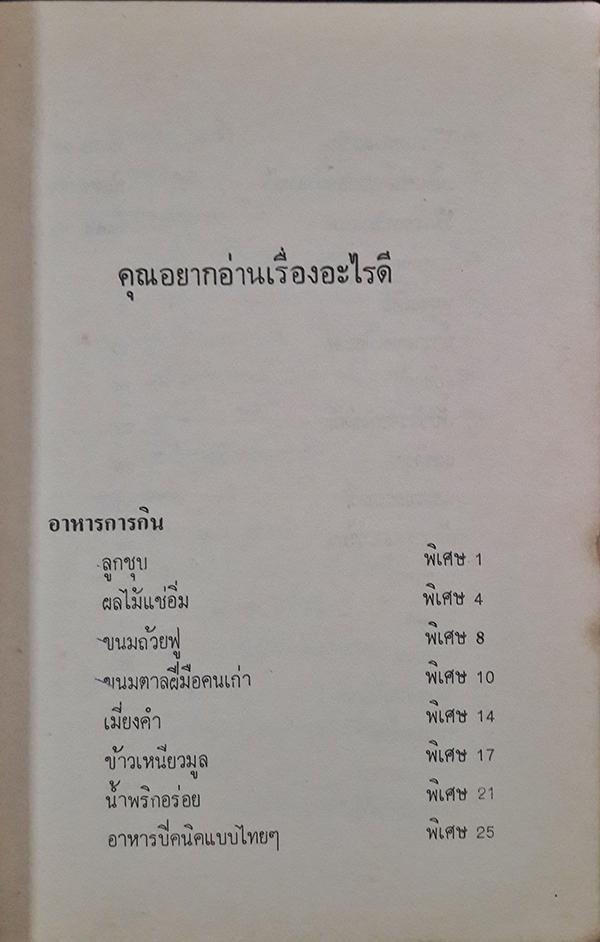 คุณอยากอ่านเรื่องอะไรดี
อาหารการกิน
ลูกชุบ พิเศษ 1
ผลไม้แช่อิ่ม พิเศษ 4
ขนมถ้วยฟู พิเศษ 8
ขนมตาลฝีมือคนเก่า พิเศษ 10
เมี่ยงคำ พิเศษ 14
ข้าวเหนียวมูล พิเศษ 17
น้ำพริกอร่อย พิเศษ 21
อาหารปี่คนิคแบบไทยๆ พิเศษ 25